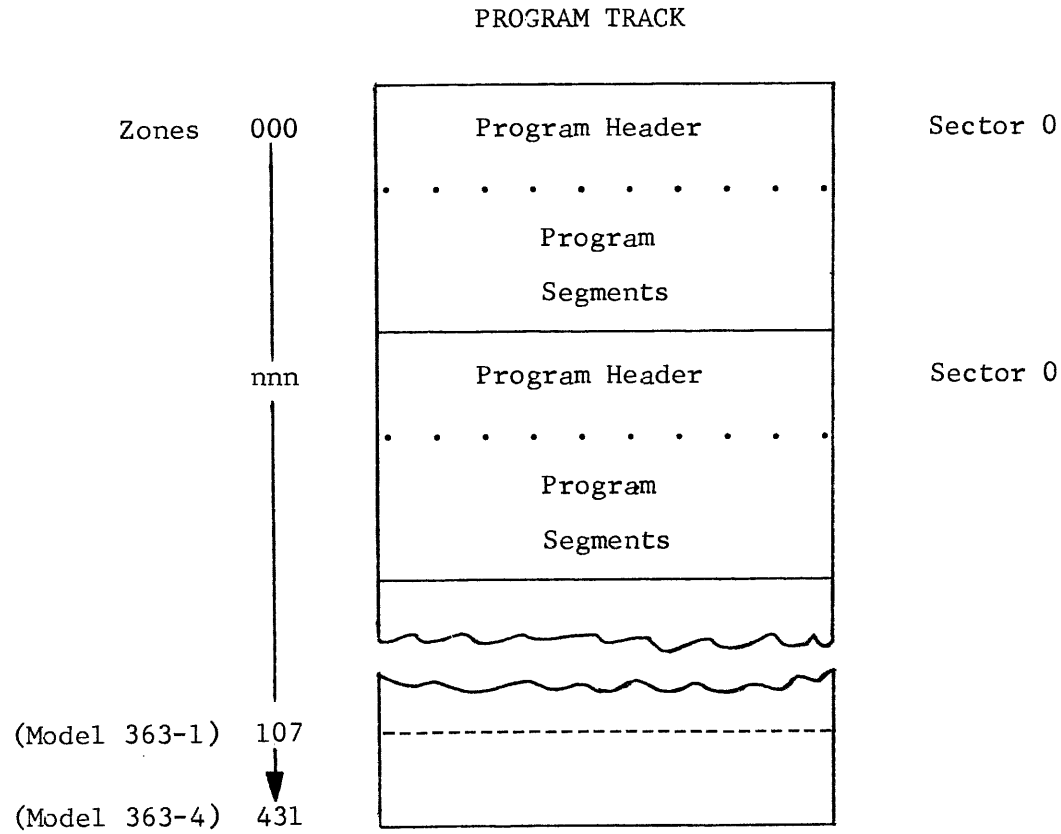 PROGRAM TRACK
Zones 000 Program Header Sector 0
Program
Segments
nnn Program Header Sector 0
Program
Segments
(Model 363-1) 107
(Model 363-4) 431